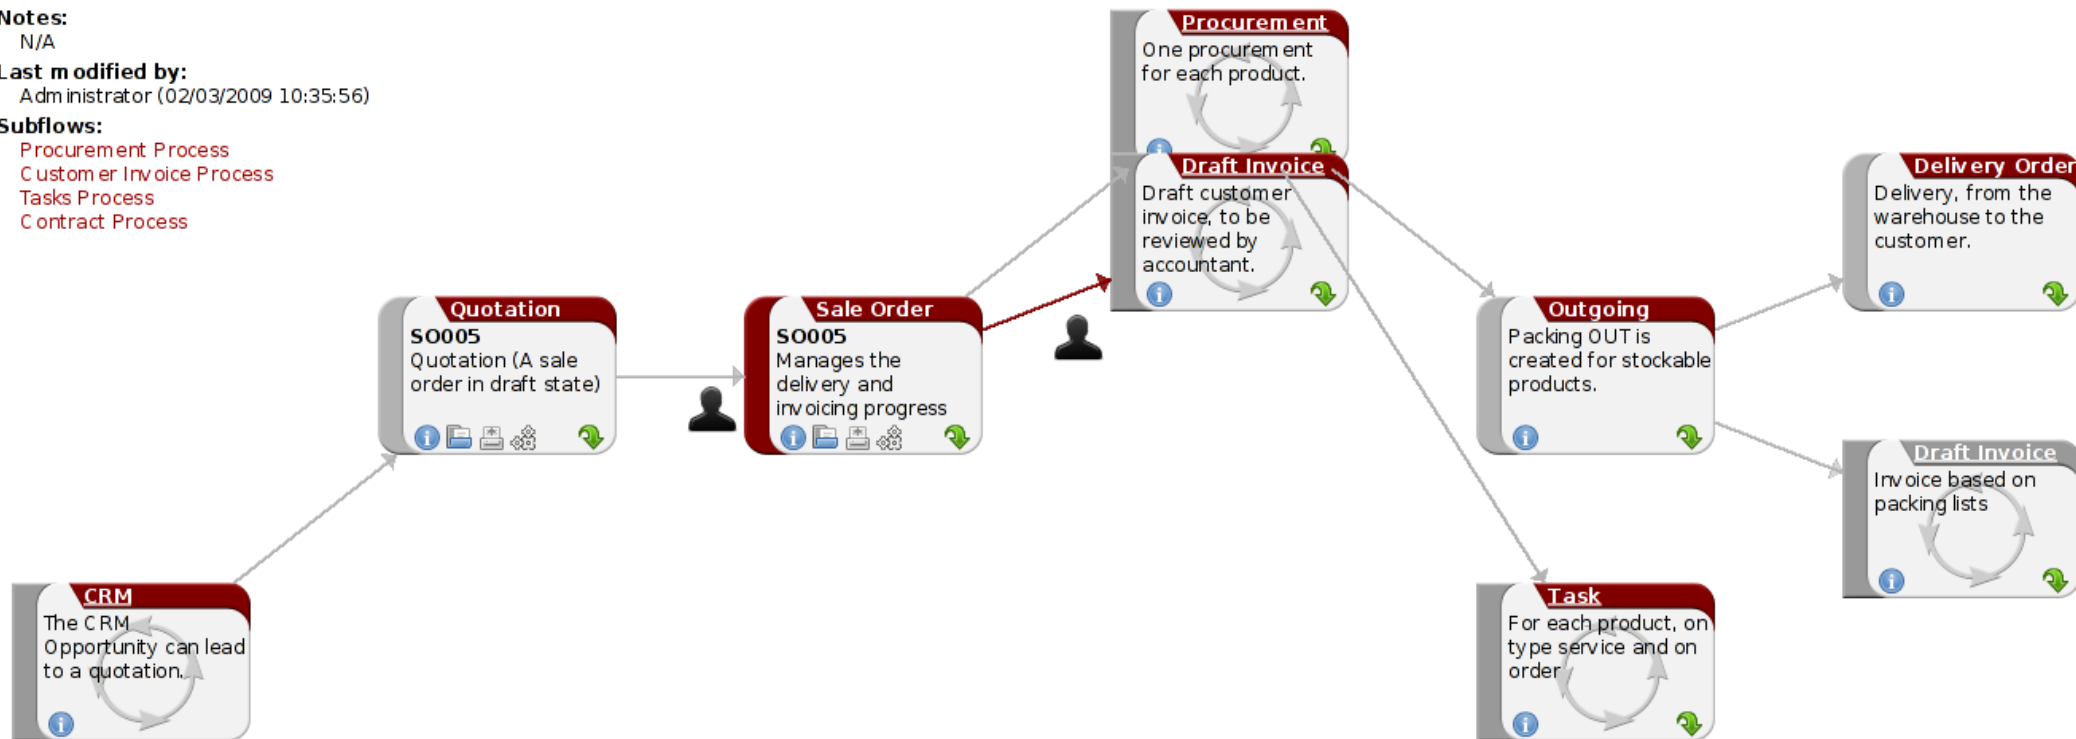 Notes:
N/A
Last modified by:
Administrator (02/03/2009 10:35:56)
Subflows:
Procurement Process
Customer Invoice Process
Tasks Process
Contract Process
Procurement
One procurement
for each product.
Draft Invoice
Draft customer
invoice, to be
reviewed by
accountant.
Delivery Order
Delivery, from the
warehouse to the
customer.
Quotation
SO005
Quotation (A sale
order in draft state)
Sale Order
SO005
Manages the
delivery and
invoicing progress
Outgoing
Packing OUT is
created for stockable
products.
Draft Invoice
Invoice based on
packing lists
CRM
The CRM
Opportunity can lead
to a quotation.
Task
For each product, on
type service and on
order